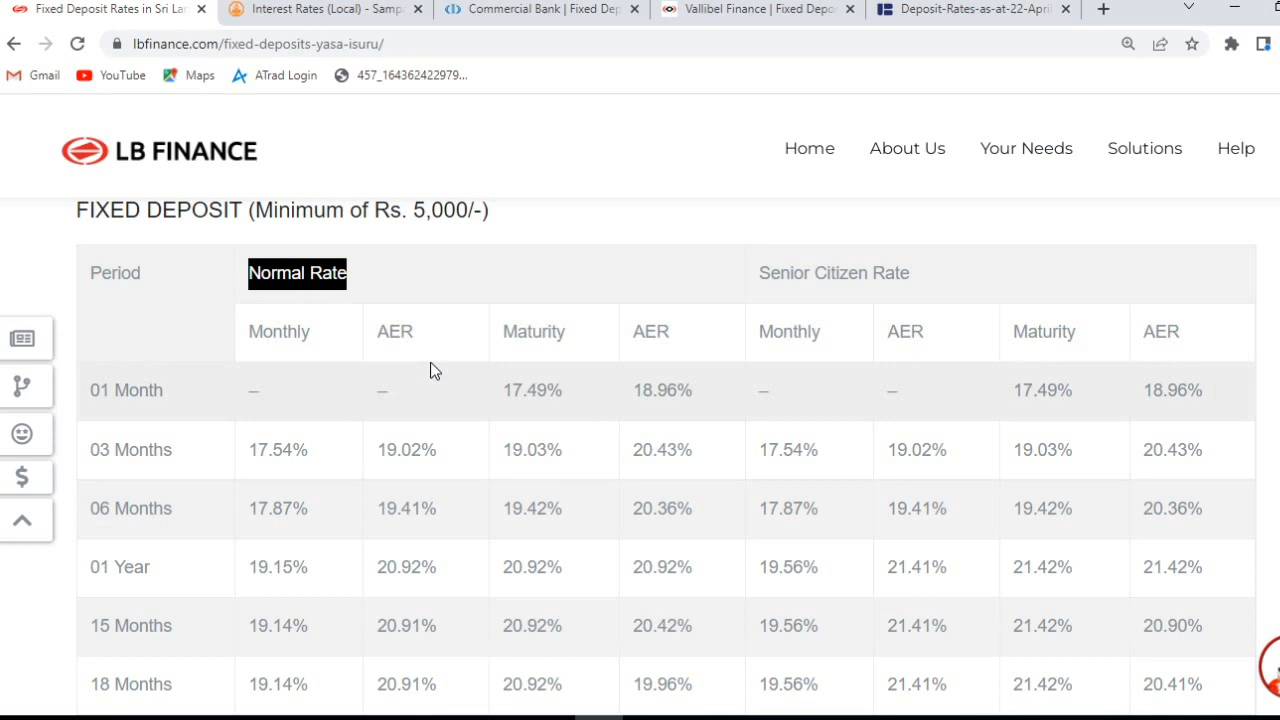 Fixed Deposit Rates in Sri Lan
Interest Rates (Local) - Sampa
Commercial Bank | Fixed Dep
Vallibel Finance | Fixed Depo
Deposit-Rates-as-at-22-April
lbfinance.com/fixed-deposits-yasa-isuru/
Gmail YouTube Maps ATrad Login 457_164362422979...
LB FINANCE
Home About Us Your Needs Solutions Help
FIXED DEPOSIT (Minimum of Rs. 5,000/-)
Period Normal Rate Senior Citizen Rate
Monthly AER Maturity AER Monthly AER Maturity AER
01 Month – – 17.49% 18.96% – – 17.49% 18.96%
03 Months 17.54% 19.02% 19.03% 20.43% 17.54% 19.02% 19.03% 20.43%
06 Months 17.87% 19.41% 19.42% 20.36% 17.87% 19.41% 19.42% 20.36%
01 Year 19.15% 20.92% 20.92% 20.92% 19.56% 21.41% 21.42% 21.42%
15 Months 19.14% 20.91% 20.92% 20.42% 19.56% 21.41% 21.42% 20.90%
18 Months 19.14% 20.91% 20.92% 19.96% 19.56% 21.41% 21.42% 20.41%